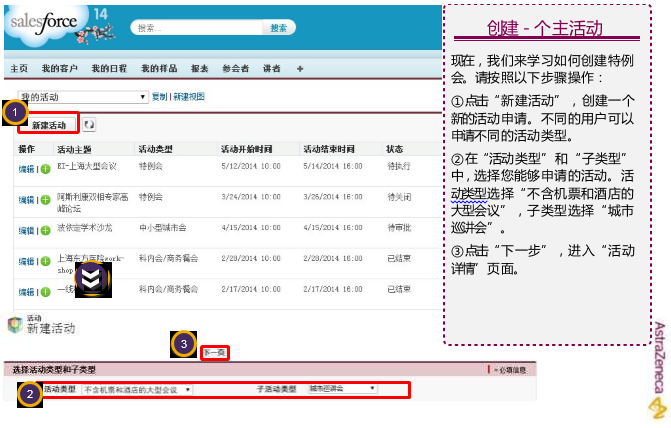 salesforce
14
搜索...
搜索
主页 我的客户 我的日程 我的样品 报表 参会者 讲者 +
我的活动
复制 | 新建视图
1
新建活动
操作 活动主题 活动类型 活动开始时间 活动结束时间 状态
编辑 | KI-上海大型会议 特例会 5/12/2014 10:00 5/14/2014 16:00 待执行
编辑 | 阿斯利康双相专家高
峰论坛 特例会 3/24/2014 10:00 3/26/2014 10:00 待关闭
编辑 | 波依定学术沙龙 中小型城市会 4/15/2014 10:00 4/15/2014 10:00 待审批
编辑 | 上海东方医院work-
shop 科内会/商务餐会 2/28/2014 10:00 2/28/2014 10:00 已结束
编辑 | 一线 科内会/商务餐会 2/17/2014 10:00 2/17/2014 16:00 已结束
活动
新建活动
3
下一页
选择活动类型和子类型
= 必填信息
2
活动类型 不含机票和酒店的大型会议 子活动类型 城市巡讲会
创建 - 个主活动
现在，我们来学习如何创建特例
会。请按照以下步骤操作：
①点击“新建活动”，创建一个
新的活动申请。不同的用户可以
申请不同的活动类型。
②在“活动类型”和“子类型”
中，选择您能够申请的活动。活
动类型选择“不含机票和酒店的
大型会议”，子类型选择“城市
巡讲会”。
③点击“下一步”，进入“活动
详情”页面。
AstraZeneca